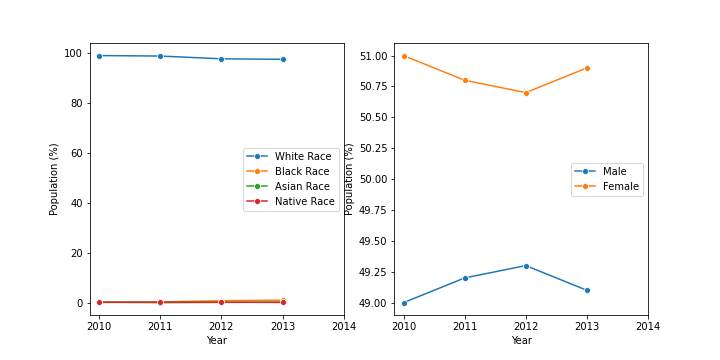 100
80
60
40
20
0
Population (%)
2010 2011 2012 2013 2014
Year
White Race
Black Race
Asian Race
Native Race
51.00
50.75
50.50
50.25
50.00
49.75
49.50
49.25
49.00
Population (%)
2010 2011 2012 2013 2014
Year
Male
Female